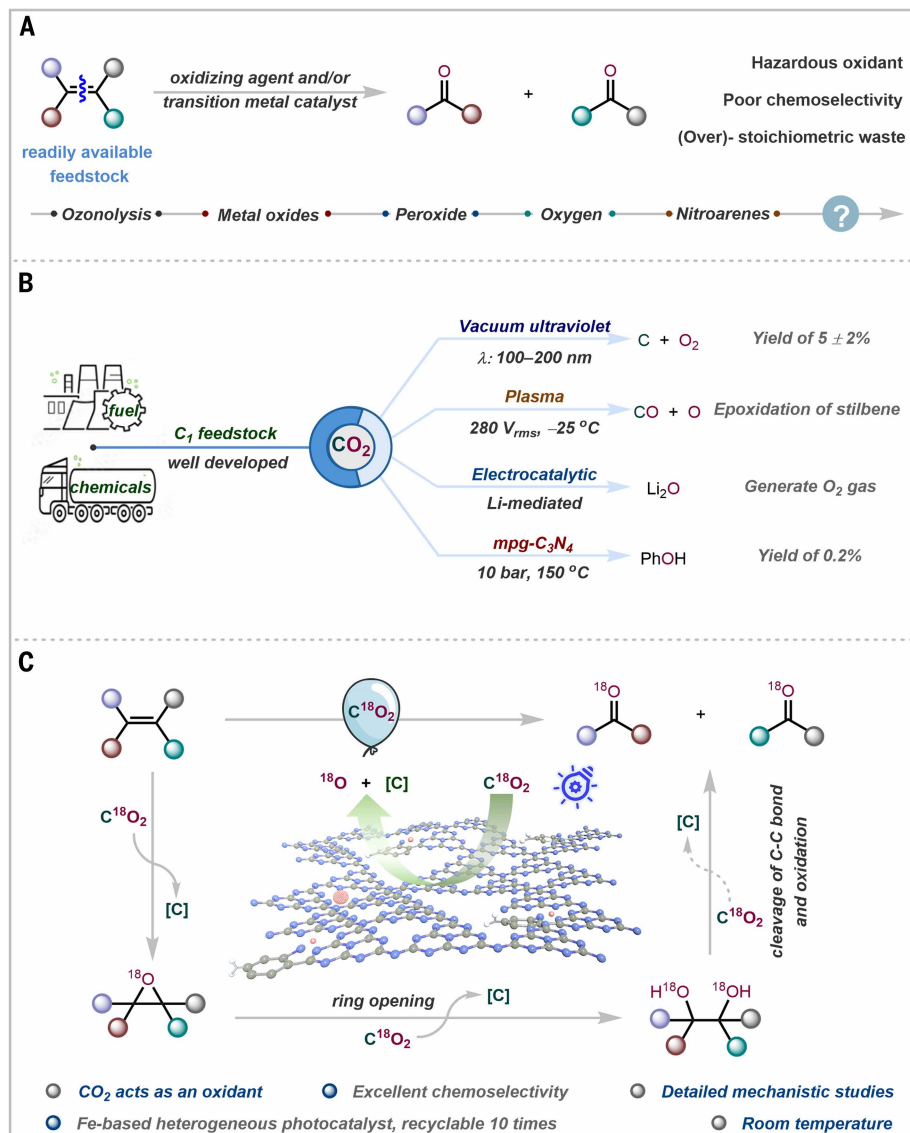 A
oxidizing agent and/or
transition metal catalyst
O
+
O
Hazardous oxidant
Poor chemoselectivity
(Over)- stoichiometric waste
readily available
feedstock
Ozonolysis
Metal oxides
Peroxide
Oxygen
Nitroarenes
?
B
fuel
chemicals
C₁ feedstock
well developed
CO₂
Vacuum ultraviolet
λ: 100–200 nm
C + O₂
Yield of 5 ± 2%
Plasma
280 Vrms, –25 °C
CO + O
Epoxidation of stilbene
Electrocatalytic
Li-mediated
Li₂O
Generate O₂ gas
mpg-C₃N₄
10 bar, 150 °C
PhOH
Yield of 0.2%
C
C¹⁸O₂
¹⁸O
+
¹⁸O
¹⁸O + [C]
C¹⁸O₂
C¹⁸O₂
[C]
[C]
C¹⁸O₂
cleavage of C-C bond
and oxidation
¹⁸O
ring opening
[C]
C¹⁸O₂
H¹⁸O
¹⁸OH
CO₂ acts as an oxidant
Excellent chemoselectivity
Detailed mechanistic studies
Fe-based heterogeneous photocatalyst, recyclable 10 times
Room temperature